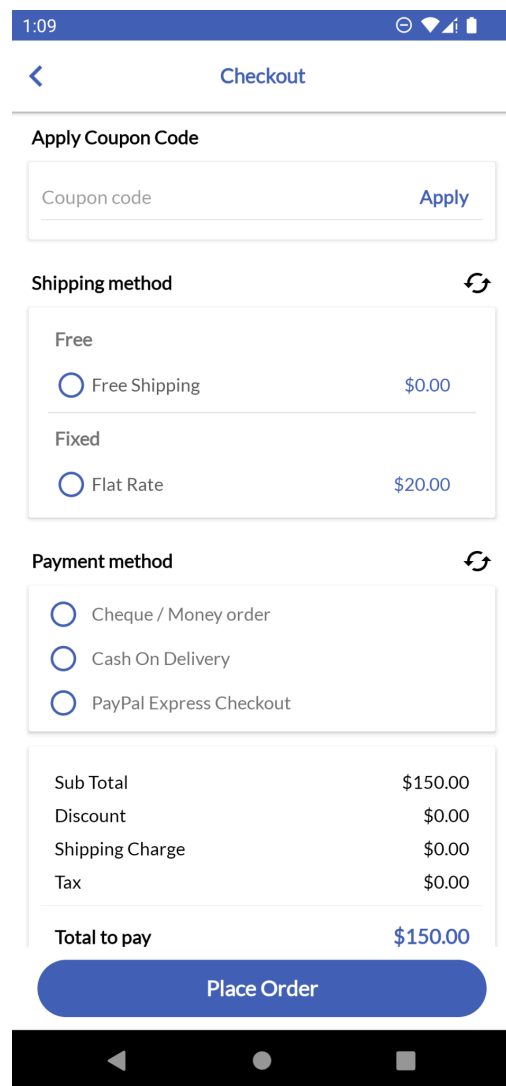 1:09
Checkout
Apply Coupon Code
Coupon code Apply
Shipping method
Free
Free Shipping $0.00
Fixed
Flat Rate $20.00
Payment method
Cheque / Money order
Cash On Delivery
PayPal Express Checkout
Sub Total $150.00
Discount $0.00
Shipping Charge $0.00
Tax $0.00
Total to pay $150.00
Place Order